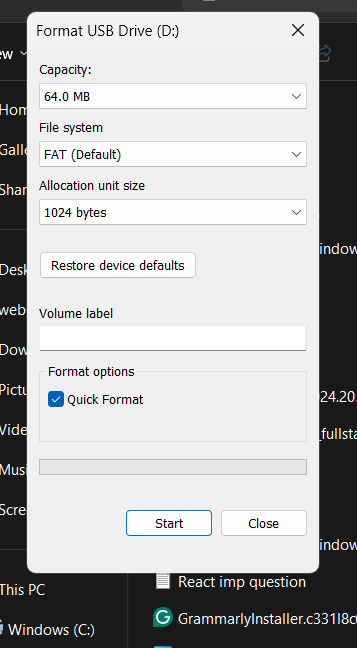 Format USB Drive (D:)
ew
Capacity:
64.0 MB
Hom
File system
Galle
FAT (Default)
Shar
Allocation unit size
1024 bytes
indow
Desk
Restore device defaults
web
Volume label
Dow
Pictu
Format options
24.20.
Quick Format
Vide
_fullsta
Musi
Scre
Start
Close
indow
This PC
React imp question
Windows (C:)
GrammarlyInstaller.c331l8c